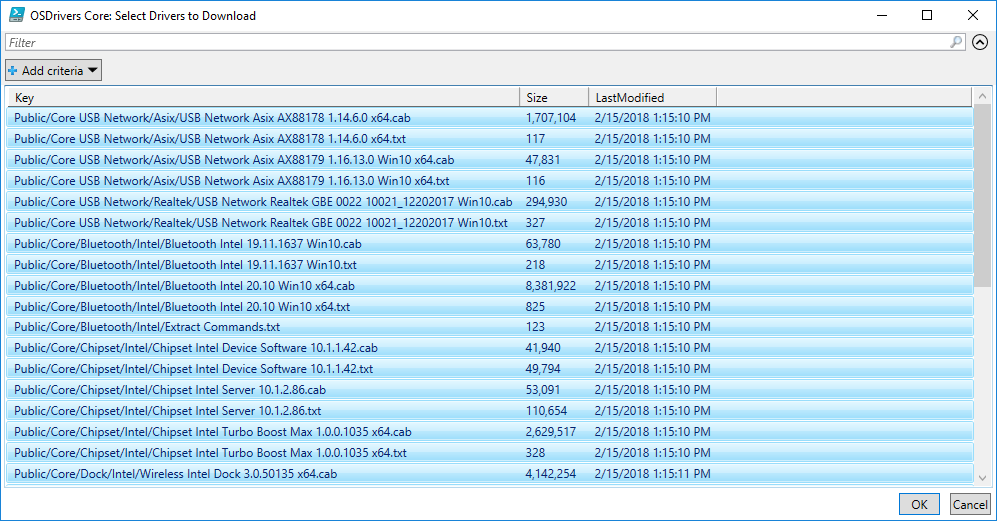 OSDrivers Core: Select Drivers to Download
Filter
Add criteria
Key Size LastModified
Public/Core USB Network/Asix/USB Network Asix AX88178 1.14.6.0 x64.cab 1,707,104 2/15/2018 1:15:10 PM
Public/Core USB Network/Asix/USB Network Asix AX88178 1.14.6.0 x64.txt 117 2/15/2018 1:15:10 PM
Public/Core USB Network/Asix/USB Network Asix AX88179 1.16.13.0 Win10 x64.cab 47,831 2/15/2018 1:15:10 PM
Public/Core USB Network/Asix/USB Network Asix AX88179 1.16.13.0 Win10 x64.txt 116 2/15/2018 1:15:10 PM
Public/Core USB Network/Realtek/USB Network Realtek GBE 0022 10021_12202017 Win10.cab 294,930 2/15/2018 1:15:10 PM
Public/Core USB Network/Realtek/USB Network Realtek GBE 0022 10021_12202017 Win10.txt 327 2/15/2018 1:15:10 PM
Public/Core/Bluetooth/Intel/Bluetooth Intel 19.11.1637 Win10.cab 63,780 2/15/2018 1:15:10 PM
Public/Core/Bluetooth/Intel/Bluetooth Intel 19.11.1637 Win10.txt 218 2/15/2018 1:15:10 PM
Public/Core/Bluetooth/Intel/Bluetooth Intel 20.10 Win10 x64.cab 8,381,922 2/15/2018 1:15:10 PM
Public/Core/Bluetooth/Intel/Bluetooth Intel 20.10 Win10 x64.txt 825 2/15/2018 1:15:10 PM
Public/Core/Bluetooth/Intel/Extract Commands.txt 123 2/15/2018 1:15:10 PM
Public/Core/Chipset/Intel/Chipset Intel Device Software 10.1.1.42.cab 41,940 2/15/2018 1:15:10 PM
Public/Core/Chipset/Intel/Chipset Intel Device Software 10.1.1.42.txt 49,794 2/15/2018 1:15:10 PM
Public/Core/Chipset/Intel/Chipset Intel Server 10.1.2.86.cab 53,091 2/15/2018 1:15:10 PM
Public/Core/Chipset/Intel/Chipset Intel Server 10.1.2.86.txt 110,654 2/15/2018 1:15:10 PM
Public/Core/Chipset/Intel/Chipset Intel Turbo Boost Max 1.0.0.1035 x64.cab 2,629,517 2/15/2018 1:15:10 PM
Public/Core/Chipset/Intel/Chipset Intel Turbo Boost Max 1.0.0.1035 x64.txt 328 2/15/2018 1:15:10 PM
Public/Core/Dock/Intel/Wireless Intel Dock 3.0.50135 x64.cab 4,142,254 2/15/2018 1:15:11 PM
OK Cancel